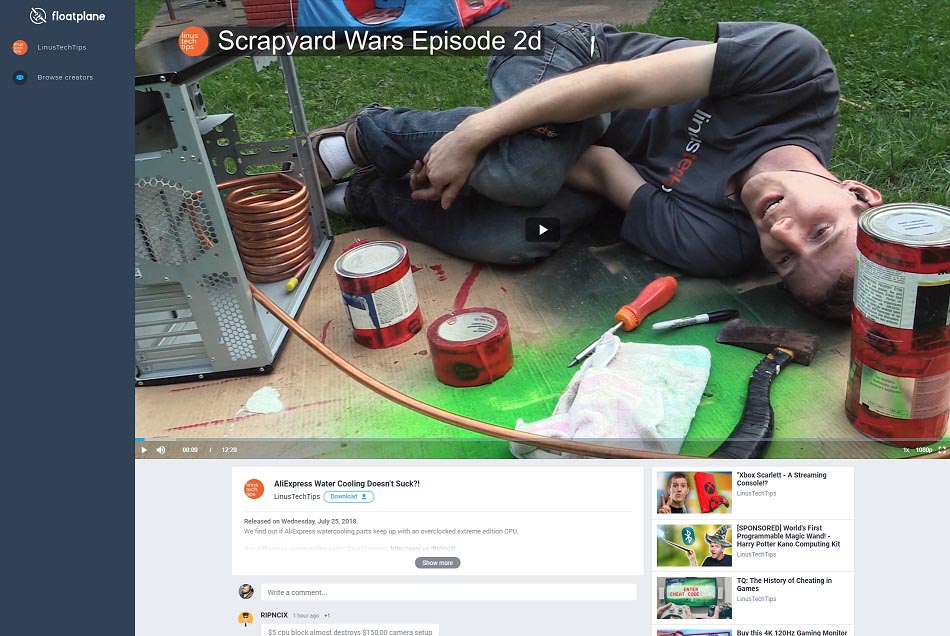 floatplane
LinusTechTips
Browse creators
linus
tech
tips
Scrapyard Wars Episode 2d
linus
00:09 / 12:29
1x 1080p
linus
tech
tips
AliExpress Water Cooling Doesn't Suck?!
LinusTechTips Download
Released on Wednesday, July 25, 2018.
We find out if AliExpress watercooling parts keep up with an overclocked extreme edition CPU.
Show more
Write a comment...
RIPNCIX 1 hour ago +1
$5 cpu block almost destroys $150,00 camera setup
"Xbox Scarlett - A Streaming
Console!?
LinusTechTips
[SPONSORED] World's First
Programmable Magic Wand! -
Harry Potter Kano Computing Kit
LinusTechTips
ENTER
CHEAT CODE:
TQ: The History of Cheating in
Games
LinusTechTips
Buy this 4K 120Hz Gaming Monitor